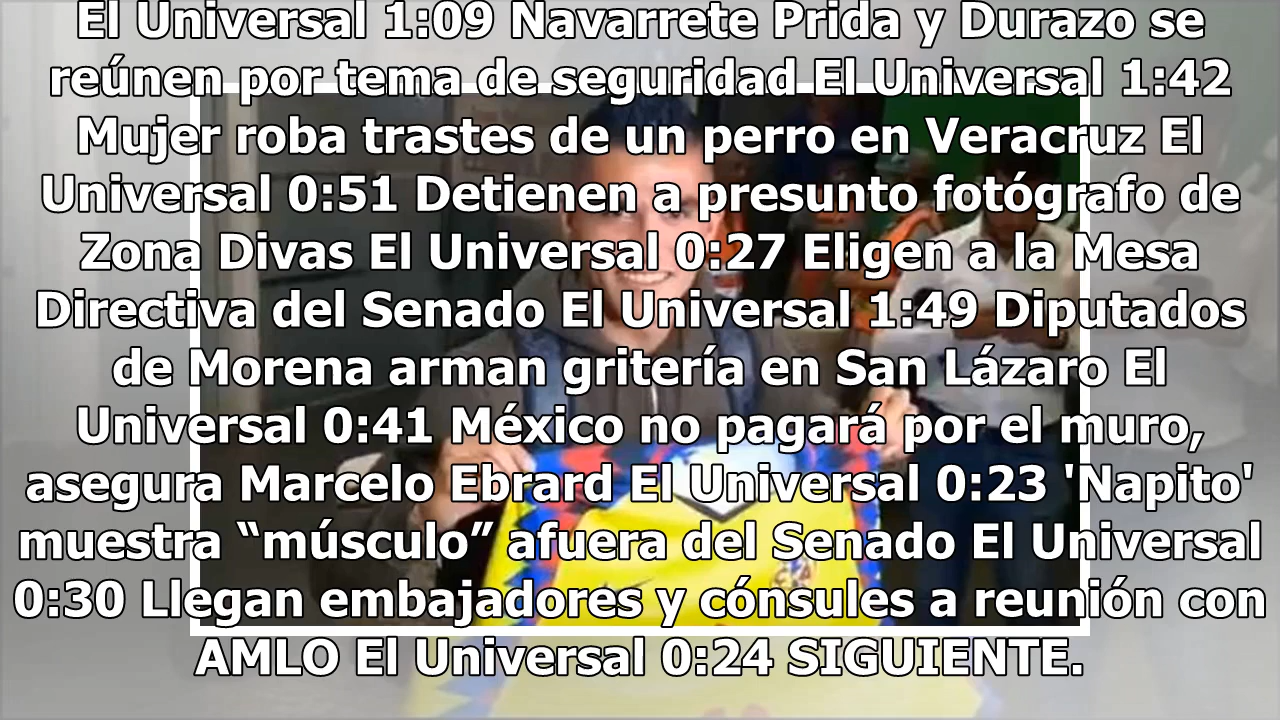 El Universal 1:09 Navarrete Prida y Durazo se
reúnen por tema de seguridad El Universal 1:42
Mujer roba trastes de un perro en Veracruz El
Universal 0:51 Detienen a presunto fotógrafo de
Zona Divas El Universal 0:27 Eligen a la Mesa
Directiva del Senado El Universal 1:49 Diputados
de Morena arman gritería en San Lázaro El
Universal 0:41 México no pagará por el muro,
asegura Marcelo Ebrard El Universal 0:23 'Napito'
muestra “músculo” afuera del Senado El Universal
0:30 Llegan embajadores y cónsules a reunión con
AMLO El Universal 0:24 SIGUIENTE.